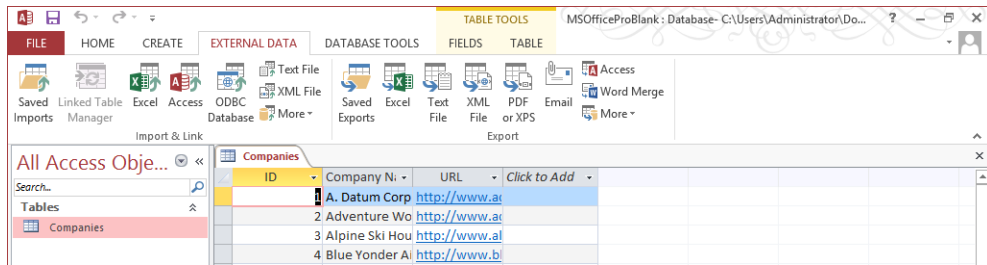 TABLE TOOLS MSOfficeProBlank : Database- C:\Users\Administrator\Do... ?
FILE HOME CREATE EXTERNAL DATA DATABASE TOOLS FIELDS TABLE
Saved Imports
Linked Table Manager
Excel
Access
ODBC Database
Text File
XML File
More
Import & Link
Saved Exports
Excel
Text File
XML File
PDF or XPS
Email
Access
Word Merge
More
Export
All Access Obje... «
Search...
Tables
Companies
Companies
ID Company Na URL Click to Add
1 A. Datum Corp http://www.ad
2 Adventure Wo http://www.ad
3 Alpine Ski Hou http://www.al
4 Blue Yonder Ai http://www.bl